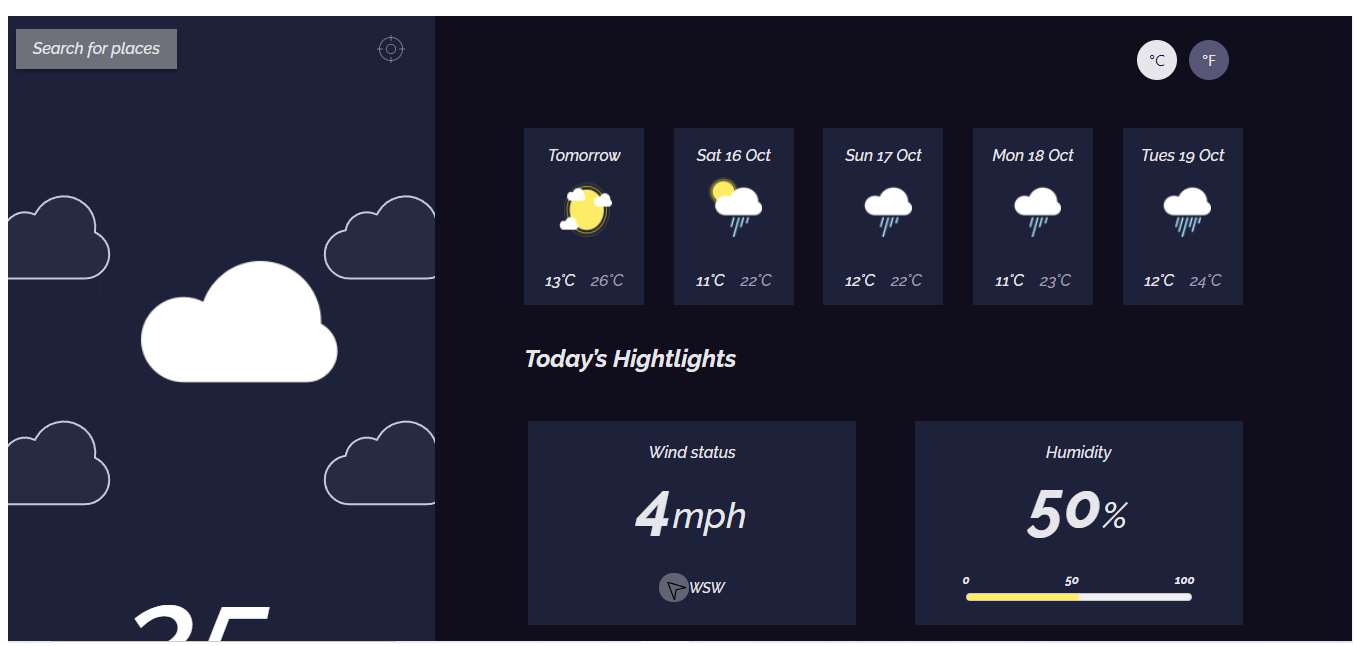 Search for places
°C °F
Tomorrow Sat 16 Oct Sun 17 Oct Mon 18 Oct Tues 19 Oct
13°C 26°C 11°C 22°C 12°C 22°C 11°C 23°C 12°C 24°C
Today's Hightlights
Wind status
4mph
WSW
Humidity
50%
0 50 100